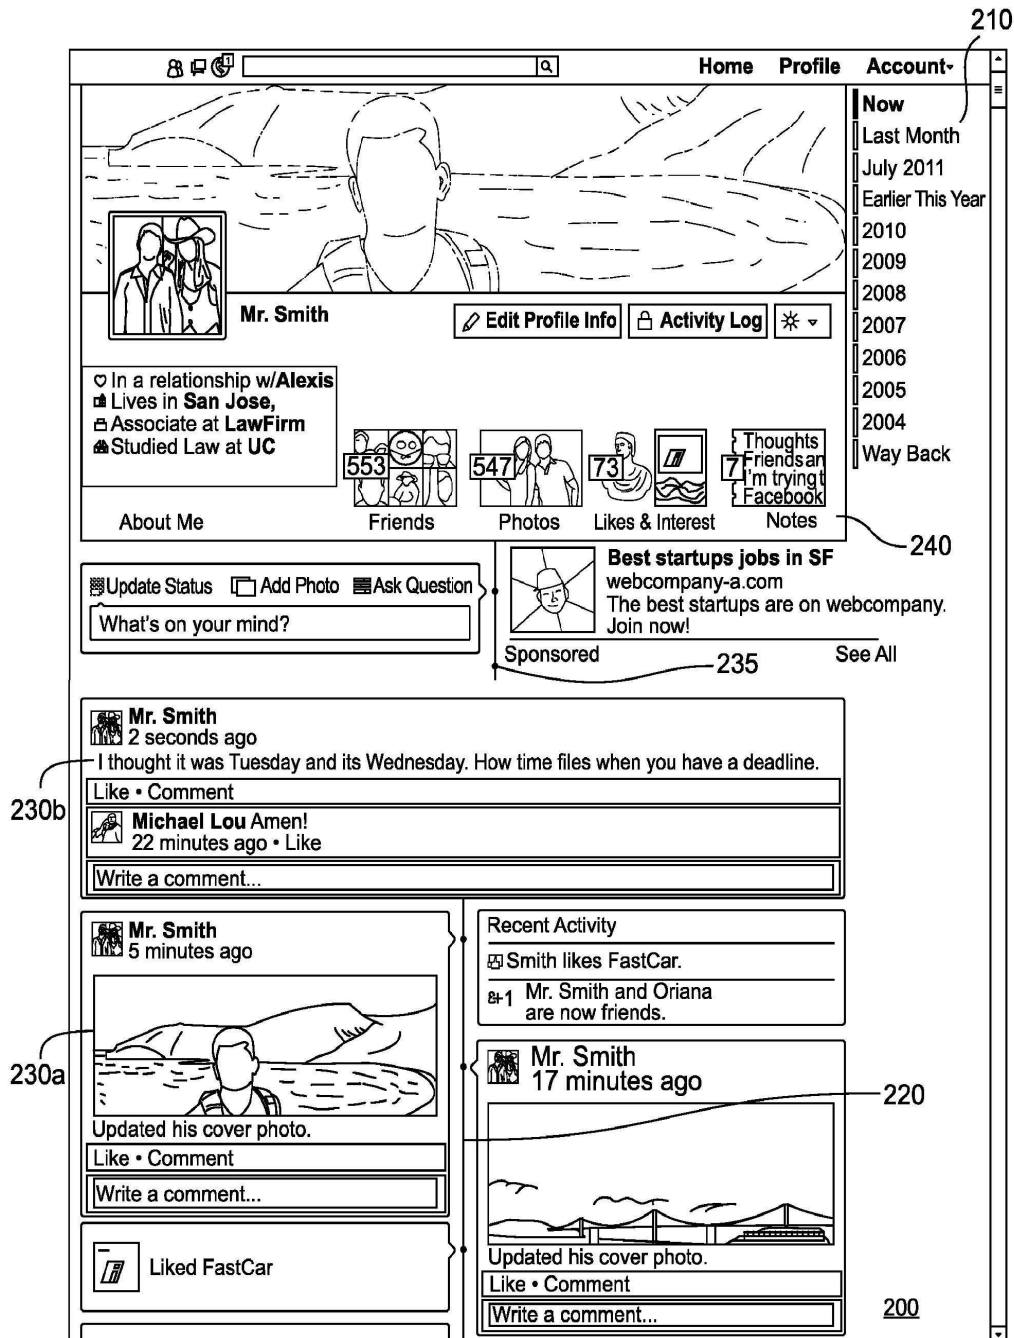 210
1
Home Profile Account
Now
Last Month
July 2011
Earlier This Year
2010
2009
2008
2007
2006
2005
2004
Way Back
Mr. Smith
Edit Profile Info
Activity Log
In a relationship w/Alexis
Lives in San Jose,
Associate at LawFirm
Studied Law at UC
About Me
553
Friends
547
Photos
73
Likes & Interest
7
Thoughts
Friends an
I'm trying t
Facebook
Notes
240
Update Status Add Photo Ask Question
What's on your mind?
Best startups jobs in SF
webcompany-a.com
The best startups are on webcompany.
Join now!
Sponsored See All
235
Mr. Smith
2 seconds ago
I thought it was Tuesday and its Wednesday. How time files when you have a deadline.
230b
Like • Comment
Michael Lou Amen!
22 minutes ago • Like
Write a comment...
Mr. Smith
5 minutes ago
230a
Updated his cover photo.
Like • Comment
Write a comment...
Liked FastCar
Recent Activity
Smith likes FastCar.
&+1 Mr. Smith and Oriana
are now friends.
Mr. Smith
17 minutes ago
220
Updated his cover photo.
Like • Comment
Write a comment...
200